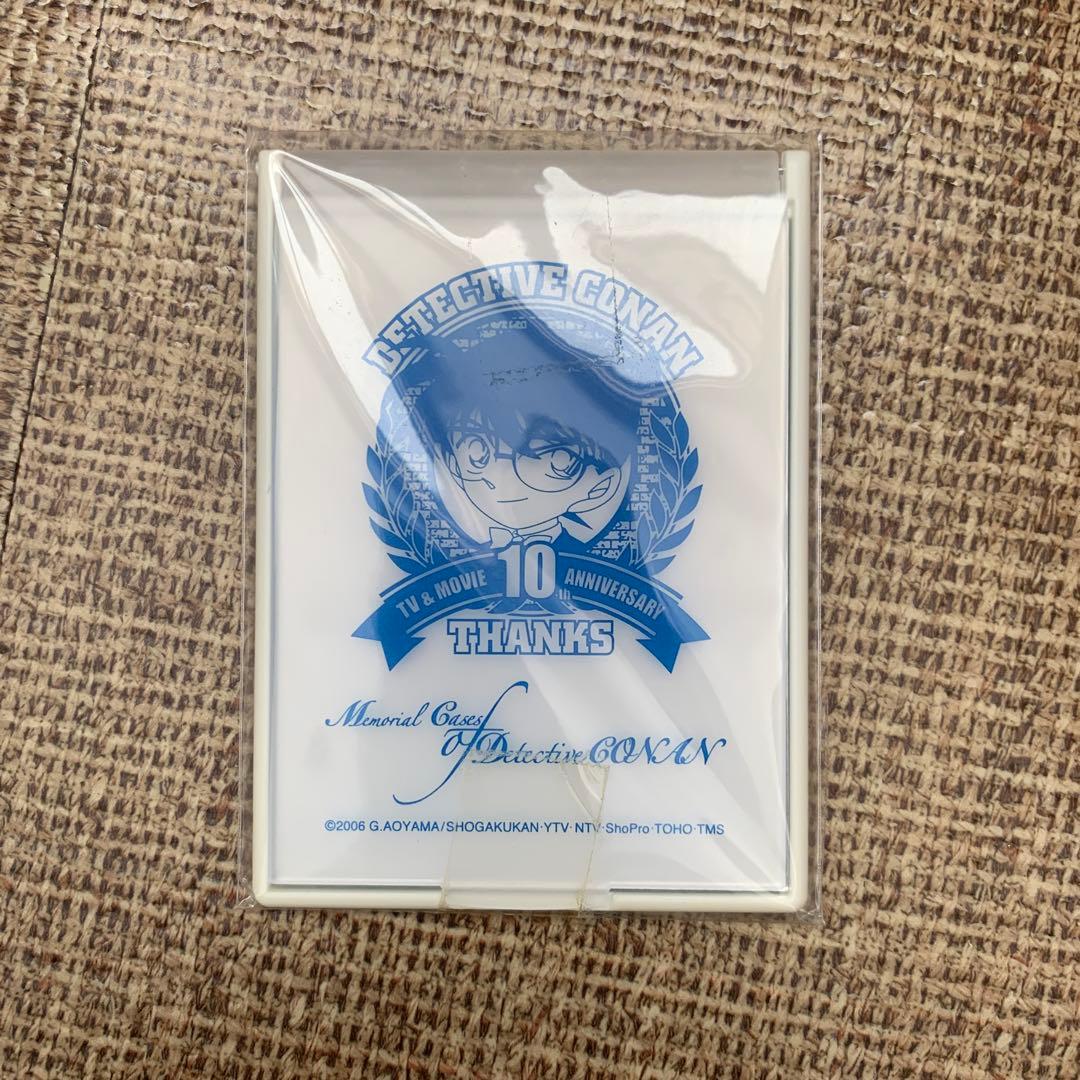 DETECTIVE CONAN
TV & MOVIE 10th ANNIVERSARY
THANKS
Memorial Cases
of Detective CONAN
©2006 G.AOYAMA/SHOGAKUKAN·YTV·NTV·ShoPro·TOHO·TMS